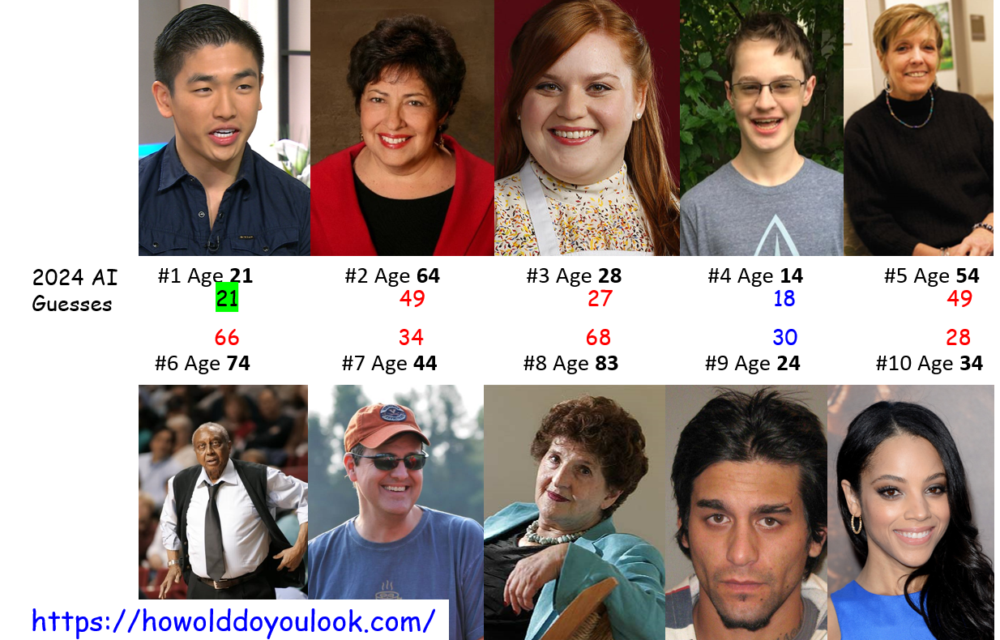 2024 AI
Guesses
#1 Age 21
#2 Age 64
#3 Age 28
#4 Age 14
#5 Age 54
21
49
27
18
49
66
34
68
30
28
#6 Age 74
#7 Age 44
#8 Age 83
#9 Age 24
#10 Age 34
https://howolddoyoulook.com/